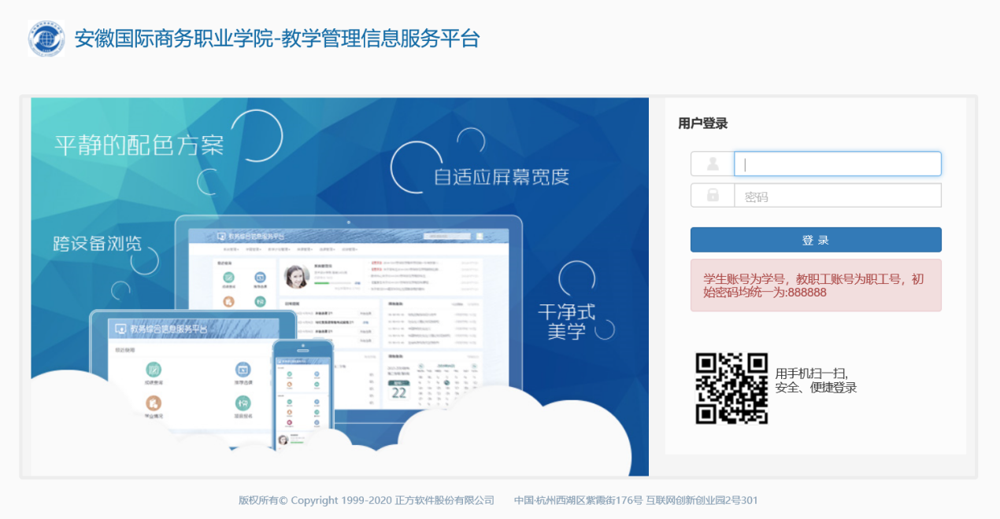 安徽国际商务职业学院-教学管理信息服务平台
平静的配色方案
自适应屏幕宽度
跨设备浏览
干净式
美学
教务综合信息服务平台
教务综合信息服务平台
22
用户登录
密码
登 录
学生账号为学号，教职工账号为职工号，初
始密码均统一为:888888
用手机扫一扫,
安全、便捷登录
版权所有© Copyright 1999-2020 正方软件股份有限公司 中国·杭州西湖区紫霞街176号 互联网创新创业园2号301